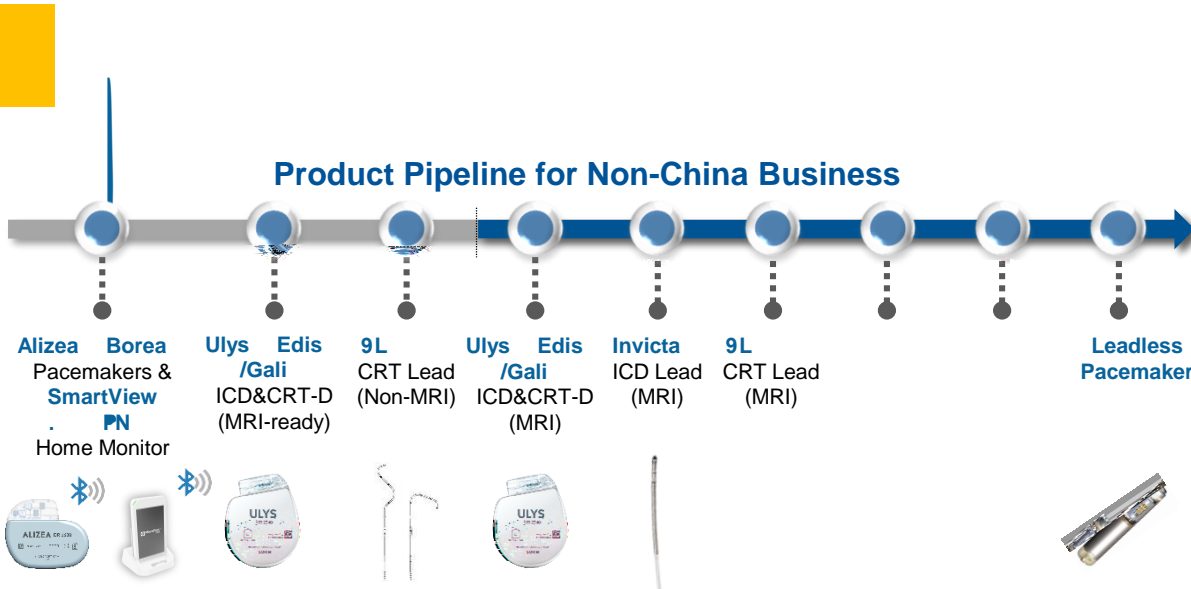 Product Pipeline for Non-China Business
Alizea Borea
Pacemakers &
SmartView
. PN
Home Monitor
Ulys Edis
/Gali
ICD&CRT-D
(MRI-ready)
9L
CRT Lead
(Non-MRI)
Ulys Edis
/Gali
ICD&CRT-D
(MRI)
Invicta
ICD Lead
(MRI)
9L
CRT Lead
(MRI)
Leadless
Pacemaker
ALIZEA
ULYS
ULYS